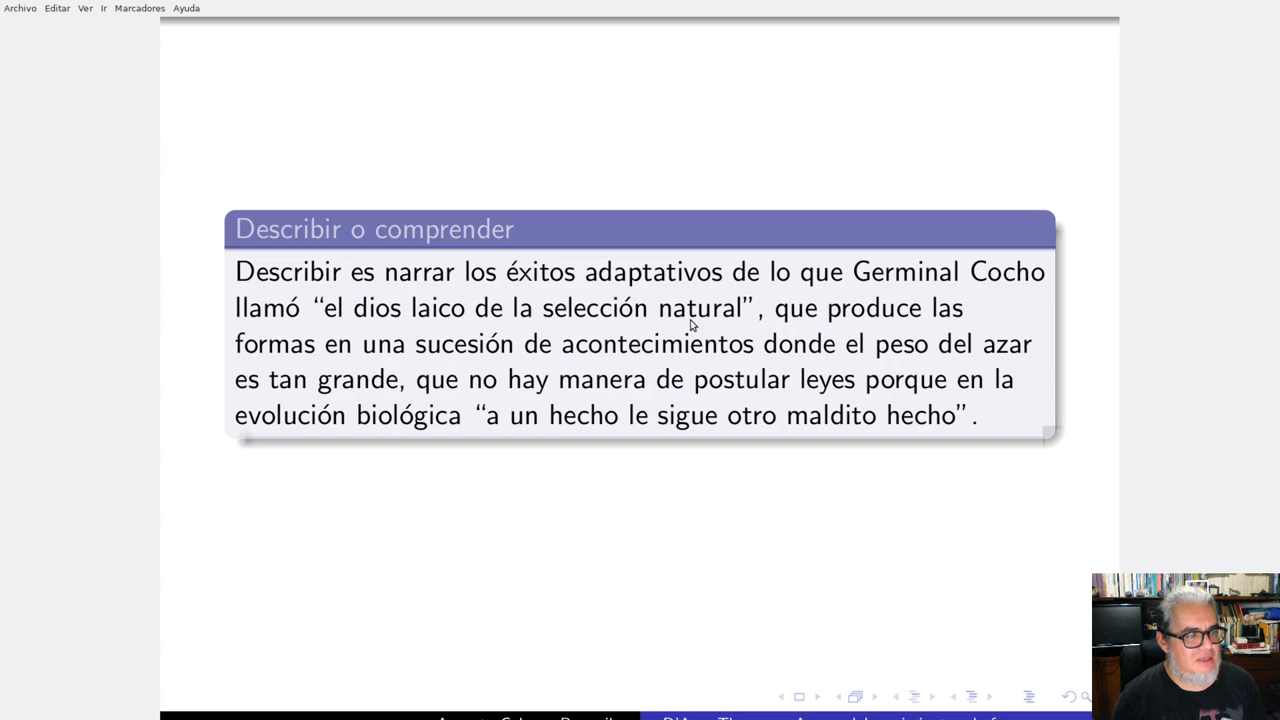 Archivo Editar Ver Ir Marcadores Ayuda
Describir o comprender
Describir es narrar los éxitos adaptativos de lo que Germinal Cocho
llamó “el dios laico de la selección natural”, que produce las
formas en una sucesión de acontecimientos donde el peso del azar
es tan grande, que no hay manera de postular leyes porque en la
evolución biológica “a un hecho le sigue otro maldito hecho”.